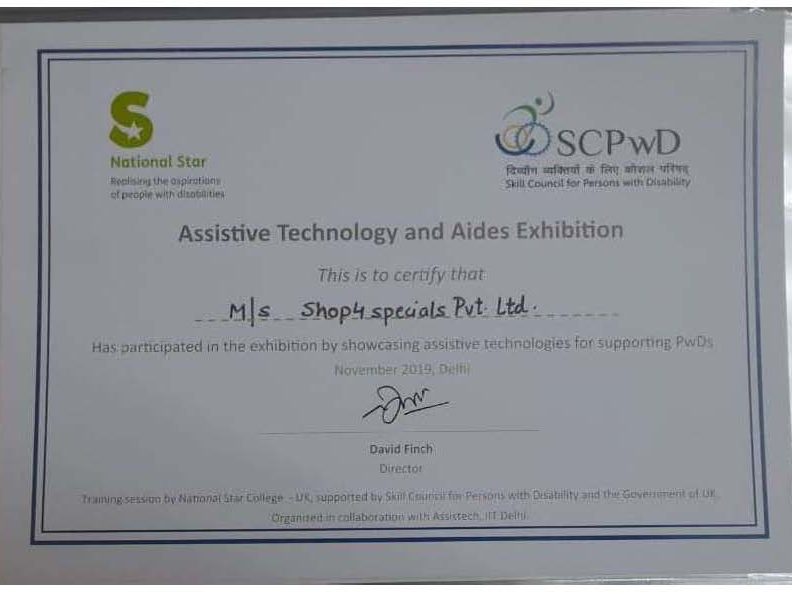 National Star
Realising the aspirations
of people with disabilities
SCPwD
दिव्यांग व्यक्तियों के लिए कौशल परिषद्
Skill Council for Persons with Disability
Assistive Technology and Aides Exhibition
This is to certify that
M/s Shop4specials Pvt. Ltd.
Has participated in the exhibition by showcasing assistive technologies for supporting PwDs
November 2019, Delhi
David Finch
Director
Training session by National Star College - UK, supported by Skill Council for Persons with Disability and the Government of UK.
Organized in collaboration with Assistech, IIT Delhi.